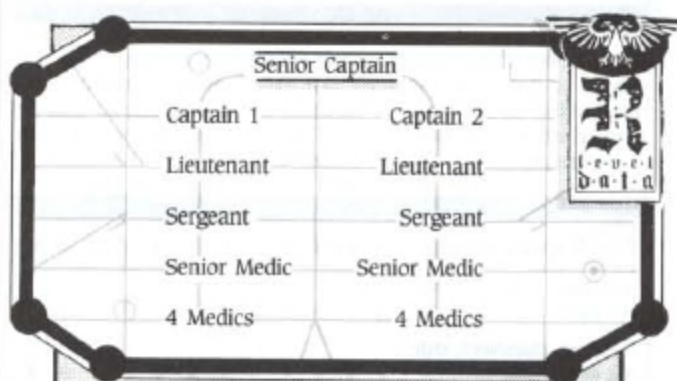 Senior Captain
Captain 1 Captain 2
Lieutenant Lieutenant
Sergeant Sergeant
Senior Medic Senior Medic
4 Medics 4 Medics
l·e·v·e·l
d·a·t·a